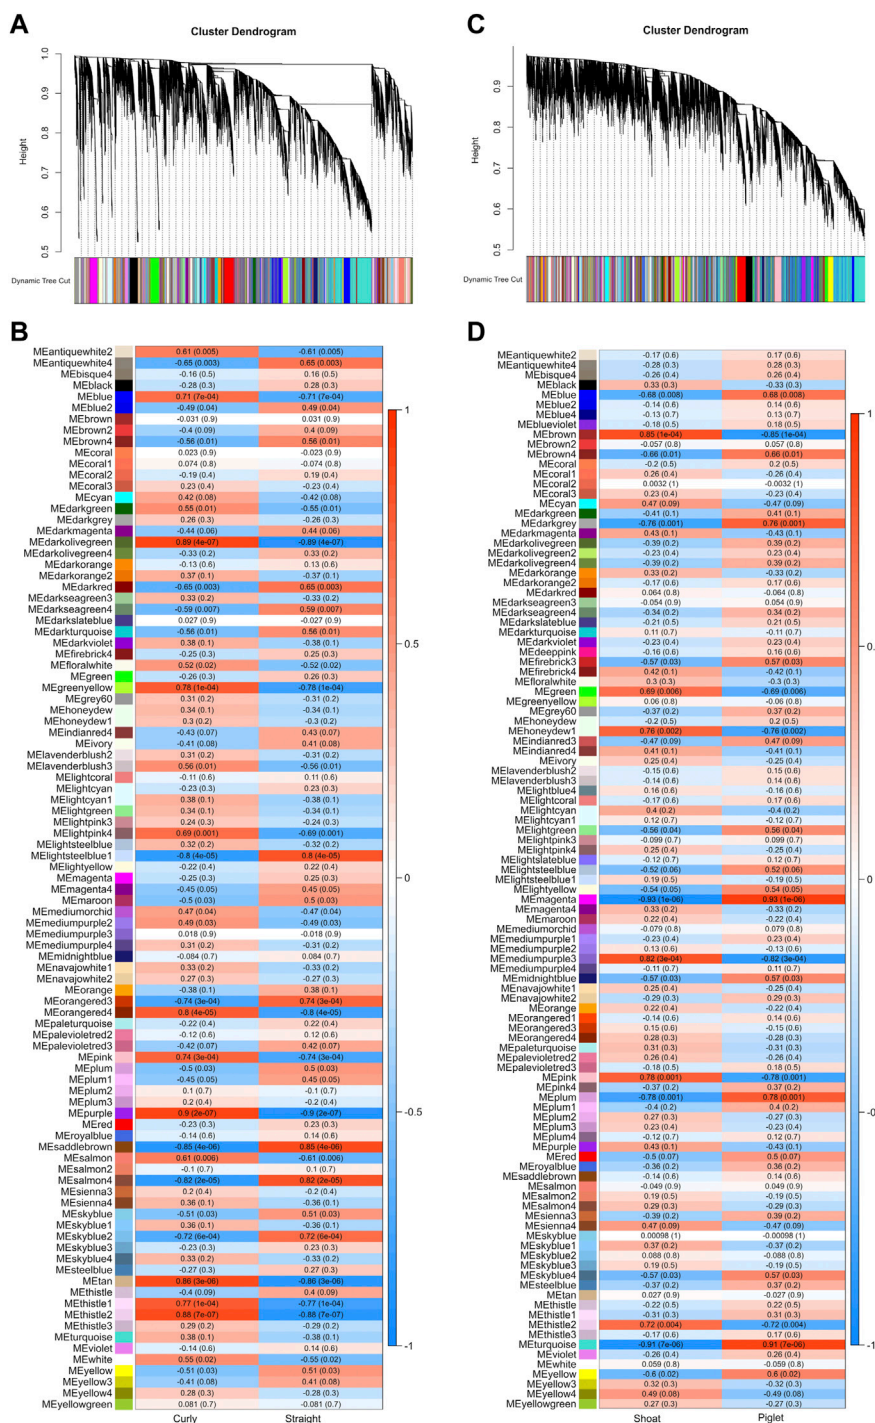 A
Cluster Dendrogram
Height
1.0
0.9
0.8
0.7
0.6
0.5
Dynamic Tree Cut
C
Cluster Dendrogram
Height
0.9
0.8
0.7
0.6
0.5
Dynamic Tree Cut
B
MEantiquewhite2 0.61 (0.005) -0.61 (0.005)
MEantiquewhite4 -0.65 (0.003) 0.65 (0.003)
MEbisque4 -0.16 (0.5) 0.16 (0.5)
MEblack -0.28 (0.3) 0.28 (0.3)
MEblue 0.71 (7e-04) -0.71 (7e-04)
MEblue2 -0.49 (0.04) 0.49 (0.04)
MEbrown -0.031 (0.9) 0.031 (0.9)
MEbrown2 -0.4 (0.09) 0.4 (0.09)
MEbrown4 -0.56 (0.01) 0.56 (0.01)
MEcoral 0.023 (0.9) -0.023 (0.9)
MEcoral1 0.074 (0.8) -0.074 (0.8)
MEcoral2 -0.19 (0.4) 0.19 (0.4)
MEcoral3 0.23 (0.4) -0.23 (0.4)
MEcyan 0.42 (0.08) -0.42 (0.08)
MEdarkgreen 0.55 (0.01) -0.55 (0.01)
MEdarkgrey 0.26 (0.3) -0.26 (0.3)
MEdarkmagenta -0.44 (0.06) 0.44 (0.06)
MEdarkolivegreen 0.89 (4e-07) -0.89 (4e-07)
MEdarkolivegreen4 -0.33 (0.2) 0.33 (0.2)
MEdarkorange -0.13 (0.6) 0.13 (0.6)
MEdarkorange2 0.37 (0.1) -0.37 (0.1)
MEdarkred -0.65 (0.003) 0.65 (0.003)
MEdarkseagreen3 0.33 (0.2) -0.33 (0.2)
MEdarkseagreen4 -0.59 (0.007) 0.59 (0.007)
MEdarkslateblue 0.027 (0.9) -0.027 (0.9)
MEdarkturquoise -0.56 (0.01) 0.56 (0.01)
MEdarkviolet 0.38 (0.1) -0.38 (0.1)
MEfirebrick4 -0.25 (0.3) 0.25 (0.3)
MEfloralwhite 0.52 (0.02) -0.52 (0.02)
MEgreen -0.26 (0.3) 0.26 (0.3)
MEgreenyellow 0.78 (1e-04) -0.78 (1e-04)
MEgrey60 0.31 (0.2) -0.31 (0.2)
MEhoneydew 0.34 (0.1) -0.34 (0.1)
MEhoneydew1 0.3 (0.2) -0.3 (0.2)
MEindianred4 -0.43 (0.07) 0.43 (0.07)
MEivory -0.41 (0.08) 0.41 (0.08)
MElavenderblush2 0.31 (0.2) -0.31 (0.2)
MElavenderblush3 0.56 (0.01) -0.56 (0.01)
MElightcoral -0.11 (0.6) 0.11 (0.6)
MElightcyan -0.23 (0.3) 0.23 (0.3)
MElightcyan1 0.38 (0.1) -0.38 (0.1)
MElightgreen 0.34 (0.1) -0.34 (0.1)
MElightpink3 0.24 (0.3) -0.24 (0.3)
MElightpink4 0.69 (0.001) -0.69 (0.001)
MElightsteelblue 0.32 (0.2) -0.32 (0.2)
MElightsteelblue1 -0.8 (4e-05) 0.8 (4e-05)
MElightyellow -0.22 (0.4) 0.22 (0.4)
MEmagenta -0.25 (0.3) 0.25 (0.3)
MEmagenta4 -0.45 (0.05) 0.45 (0.05)
MEmaroon -0.5 (0.03) 0.5 (0.03)
MEmediumorchid 0.47 (0.04) -0.47 (0.04)
MEmediumpurple2 0.49 (0.03) -0.49 (0.03)
MEmediumpurple3 0.018 (0.9) -0.018 (0.9)
MEmediumpurple4 0.31 (0.2) -0.31 (0.2)
MEmidnightblue -0.084 (0.7) 0.084 (0.7)
MEnavajowhite1 0.33 (0.2) -0.33 (0.2)
MEnavajowhite2 0.27 (0.3) -0.27 (0.3)
MEorange -0.38 (0.1) 0.38 (0.1)
MEorangered3 -0.74 (3e-04) 0.74 (3e-04)
MEorangered4 0.8 (4e-05) -0.8 (4e-05)
MEpaleturquoise -0.22 (0.4) 0.22 (0.4)
MEpalevioletred2 -0.12 (0.6) 0.12 (0.6)
MEpalevioletred3 -0.42 (0.07) 0.42 (0.07)
MEpink 0.74 (3e-04) -0.74 (3e-04)
MEplum -0.5 (0.03) 0.5 (0.03)
MEplum1 -0.45 (0.05) 0.45 (0.05)
MEplum2 0.1 (0.7) -0.1 (0.7)
MEplum3 0.2 (0.4) -0.2 (0.4)
MEpurple 0.9 (2e-07) -0.9 (2e-07)
MEred -0.23 (0.3) 0.23 (0.3)
MEroyalblue -0.14 (0.6) 0.14 (0.6)
MEsaddlebrown -0.85 (4e-06) 0.85 (4e-06)
MEsalmon 0.61 (0.006) -0.61 (0.006)
MEsalmon2 -0.1 (0.7) 0.1 (0.7)
MEsalmon4 -0.82 (2e-05) 0.82 (2e-05)
MEsienna3 0.2 (0.4) -0.2 (0.4)
MEsienna4 0.36 (0.1) -0.36 (0.1)
MEskyblue -0.51 (0.03) 0.51 (0.03)
MEskyblue1 0.36 (0.1) -0.36 (0.1)
MEskyblue2 -0.72 (6e-04) 0.72 (6e-04)
MEskyblue3 -0.23 (0.3) 0.23 (0.3)
MEskyblue4 0.33 (0.2) -0.33 (0.2)
MEsteelblue -0.27 (0.3) 0.27 (0.3)
MEtan 0.86 (3e-06) -0.86 (3e-06)
MEthistle -0.4 (0.09) 0.4 (0.09)
MEthistle1 0.77 (1e-04) -0.77 (1e-04)
MEthistle2 0.88 (7e-07) -0.88 (7e-07)
MEthistle3 0.29 (0.2) -0.29 (0.2)
MEturquoise 0.38 (0.1) -0.38 (0.1)
MEviolet -0.14 (0.6) 0.14 (0.6)
MEwhite 0.55 (0.02) -0.55 (0.02)
MEyellow -0.51 (0.03) 0.51 (0.03)
MEyellow3 -0.41 (0.08) 0.41 (0.08)
MEyellow4 0.28 (0.3) -0.28 (0.3)
MEyellowgreen 0.081 (0.7) -0.081 (0.7)
Curly Straight
1
0.5
0
-0.5
-1
D
MEantiquewhite2 -0.17 (0.6) 0.17 (0.6)
MEantiquewhite4 -0.28 (0.3) 0.28 (0.3)
MEbisque4 -0.26 (0.4) 0.26 (0.4)
MEblack 0.33 (0.3) -0.33 (0.3)
MEblue -0.68 (0.008) 0.68 (0.008)
MEblue2 -0.14 (0.6) 0.14 (0.6)
MEblue4 -0.13 (0.7) 0.13 (0.7)
MEblueviolet -0.18 (0.5) 0.18 (0.5)
MEbrown 0.85 (1e-04) -0.85 (1e-04)
MEbrown2 -0.057 (0.8) 0.057 (0.8)
MEbrown4 -0.66 (0.01) 0.66 (0.01)
MEcoral -0.2 (0.5) 0.2 (0.5)
MEcoral1 0.26 (0.4) -0.26 (0.4)
MEcoral2 0.0032 (1) -0.0032 (1)
MEcoral3 0.23 (0.4) -0.23 (0.4)
MEcyan 0.47 (0.09) -0.47 (0.09)
MEdarkgreen -0.41 (0.1) 0.41 (0.1)
MEdarkgrey -0.76 (0.001) 0.76 (0.001)
MEdarkmagenta 0.43 (0.1) -0.43 (0.1)
MEdarkolivegreen -0.39 (0.2) 0.39 (0.2)
MEdarkolivegreen2 -0.23 (0.4) 0.23 (0.4)
MEdarkolivegreen4 -0.39 (0.2) 0.39 (0.2)
MEdarkorange 0.33 (0.2) -0.33 (0.2)
MEdarkorange2 -0.17 (0.6) 0.17 (0.6)
MEdarkred 0.064 (0.8) -0.064 (0.8)
MEdarkseagreen3 -0.054 (0.9) 0.054 (0.9)
MEdarkseagreen4 -0.34 (0.2) 0.34 (0.2)
MEdarkslateblue -0.21 (0.5) 0.21 (0.5)
MEdarkturquoise 0.11 (0.7) -0.11 (0.7)
MEdarkviolet -0.23 (0.4) 0.23 (0.4)
MEdeeppink -0.16 (0.6) 0.16 (0.6)
MEfirebrick3 -0.57 (0.03) 0.57 (0.03)
MEfirebrick4 0.42 (0.1) -0.42 (0.1)
MEfloralwhite 0.3 (0.3) -0.3 (0.3)
MEgreen 0.69 (0.006) -0.69 (0.006)
MEgreenyellow 0.06 (0.8) -0.06 (0.8)
MEgrey60 -0.37 (0.2) 0.37 (0.2)
MEhoneydew -0.2 (0.5) 0.2 (0.5)
MEhoneydew1 0.76 (0.002) -0.76 (0.002)
MEindianred3 -0.47 (0.09) 0.47 (0.09)
MEindianred4 0.41 (0.1) -0.41 (0.1)
MEivory 0.25 (0.4) -0.25 (0.4)
MElavenderblush2 -0.15 (0.6) 0.15 (0.6)
MElavenderblush3 -0.14 (0.6) 0.14 (0.6)
MElightblue4 0.16 (0.6) -0.16 (0.6)
MElightcoral -0.17 (0.6) 0.17 (0.6)
MElightcyan 0.4 (0.2) -0.4 (0.2)
MElightcyan1 0.12 (0.7) -0.12 (0.7)
MElightgreen -0.56 (0.04) 0.56 (0.04)
MElightpink3 -0.099 (0.7) 0.099 (0.7)
MElightpink4 0.25 (0.4) -0.25 (0.4)
MElightslateblue -0.12 (0.7) 0.12 (0.7)
MElightsteelblue -0.52 (0.06) 0.52 (0.06)
MElightsteelblue1 0.19 (0.5) -0.19 (0.5)
MElightyellow -0.54 (0.05) 0.54 (0.05)
MEmagenta -0.93 (1e-06) 0.93 (1e-06)
MEmagenta4 0.33 (0.2) -0.33 (0.2)
MEmaroon 0.22 (0.4) -0.22 (0.4)
MEmediumorchid -0.079 (0.8) 0.079 (0.8)
MEmediumpurple1 -0.23 (0.4) 0.23 (0.4)
MEmediumpurple2 0.13 (0.6) -0.13 (0.6)
MEmediumpurple3 0.82 (3e-04) -0.82 (3e-04)
MEmediumpurple4 -0.11 (0.7) 0.11 (0.7)
MEmidnightblue -0.57 (0.03) 0.57 (0.03)
MEnavajowhite1 0.25 (0.4) -0.25 (0.4)
MEnavajowhite2 -0.29 (0.3) 0.29 (0.3)
MEorange 0.22 (0.4) -0.22 (0.4)
MEorangered1 -0.14 (0.6) 0.14 (0.6)
MEorangered3 0.15 (0.6) -0.15 (0.6)
MEorangered4 0.28 (0.3) -0.28 (0.3)
MEpaleturquoise 0.31 (0.3) -0.31 (0.3)
MEpalevioletred2 0.26 (0.4) -0.26 (0.4)
MEpalevioletred3 -0.18 (0.5) 0.18 (0.5)
MEpink 0.78 (0.001) -0.78 (0.001)
MEpink4 -0.37 (0.2) 0.37 (0.2)
MEplum -0.78 (0.001) 0.78 (0.001)
MEplum1 -0.4 (0.2) 0.4 (0.2)
MEplum2 0.27 (0.3) -0.27 (0.3)
MEplum3 0.23 (0.4) -0.23 (0.4)
MEplum4 -0.12 (0.7) 0.12 (0.7)
MEpurple 0.43 (0.1) -0.43 (0.1)
MEred -0.5 (0.07) 0.5 (0.07)
MEroyalblue -0.36 (0.2) 0.36 (0.2)
MEsaddlebrown -0.14 (0.6) 0.14 (0.6)
MEsalmon -0.049 (0.9) 0.049 (0.9)
MEsalmon2 0.19 (0.5) -0.19 (0.5)
MEsalmon4 0.29 (0.3) -0.29 (0.3)
MEsienna3 -0.39 (0.2) 0.39 (0.2)
MEsienna4 0.47 (0.09) -0.47 (0.09)
MEskyblue 0.00098 (1) -0.00098 (1)
MEskyblue1 0.37 (0.2) -0.37 (0.2)
MEskyblue2 0.088 (0.8) -0.088 (0.8)
MEskyblue3 0.19 (0.5) -0.19 (0.5)
MEskyblue4 -0.57 (0.03) 0.57 (0.03)
MEsteelblue -0.37 (0.2) 0.37 (0.2)
MEtan 0.027 (0.9) -0.027 (0.9)
MEthistle -0.22 (0.5) 0.22 (0.5)
MEthistle1 -0.31 (0.3) 0.31 (0.3)
MEthistle2 0.72 (0.004) -0.72 (0.004)
MEthistle3 -0.17 (0.6) 0.17 (0.6)
MEturquoise -0.91 (7e-06) 0.91 (7e-06)
MEviolet -0.26 (0.4) 0.26 (0.4)
MEwhite 0.059 (0.8) -0.059 (0.8)
MEyellow -0.6 (0.02) 0.6 (0.02)
MEyellow3 0.32 (0.3) -0.32 (0.3)
MEyellow4 0.49 (0.08) -0.49 (0.08)
MEyellowgreen 0.27 (0.3) -0.27 (0.3)
Shoat Piglet
1
0.
0
-0.
-1